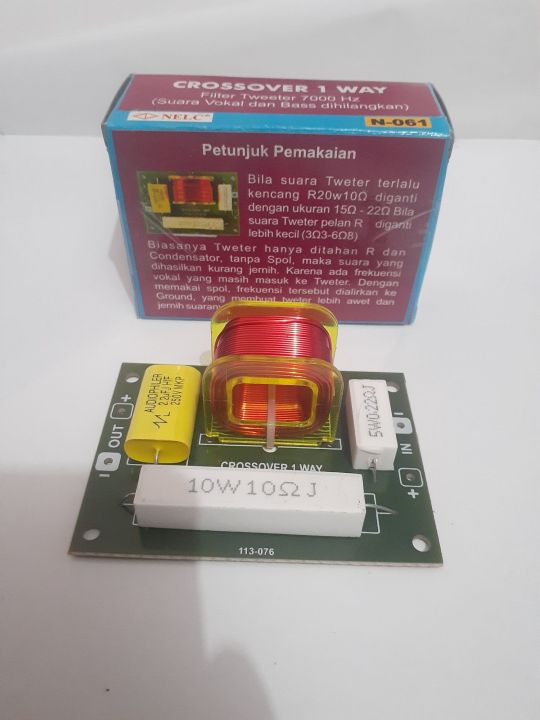 CROSSOVER 1 WAY
Filter Tweeter 7000 Hz
(Suara Vokal dan Bass dihilangkan)
NELC®
N-061
Petunjuk Pemakaian
Bila suara Tweter terlalu
kencang R20w10Ω diganti
dengan ukuran 15Ω - 22Ω Bila
suara Tweter pelan R diganti
lebih kecil (3Ω3-6Ω8)
Biasanya Tweter hanya ditahan R dan
Condensator, tanpa Spol, maka suara yang
dihasilkan kurang jernih. Karena ada frekuensi
vokal yang masih masuk ke Tweter. Dengan
memakai spol, frekuensi tersebut dialirkan ke
Ground, yang membuat tweter lebih awet dan
jernih
AUDIOPHILER
2.2µFJ HTF
250V MKP
- OUT +
5W0.22ΩJ
+ IN -
CROSSOVER 1 WAY
10W10ΩJ
113-076